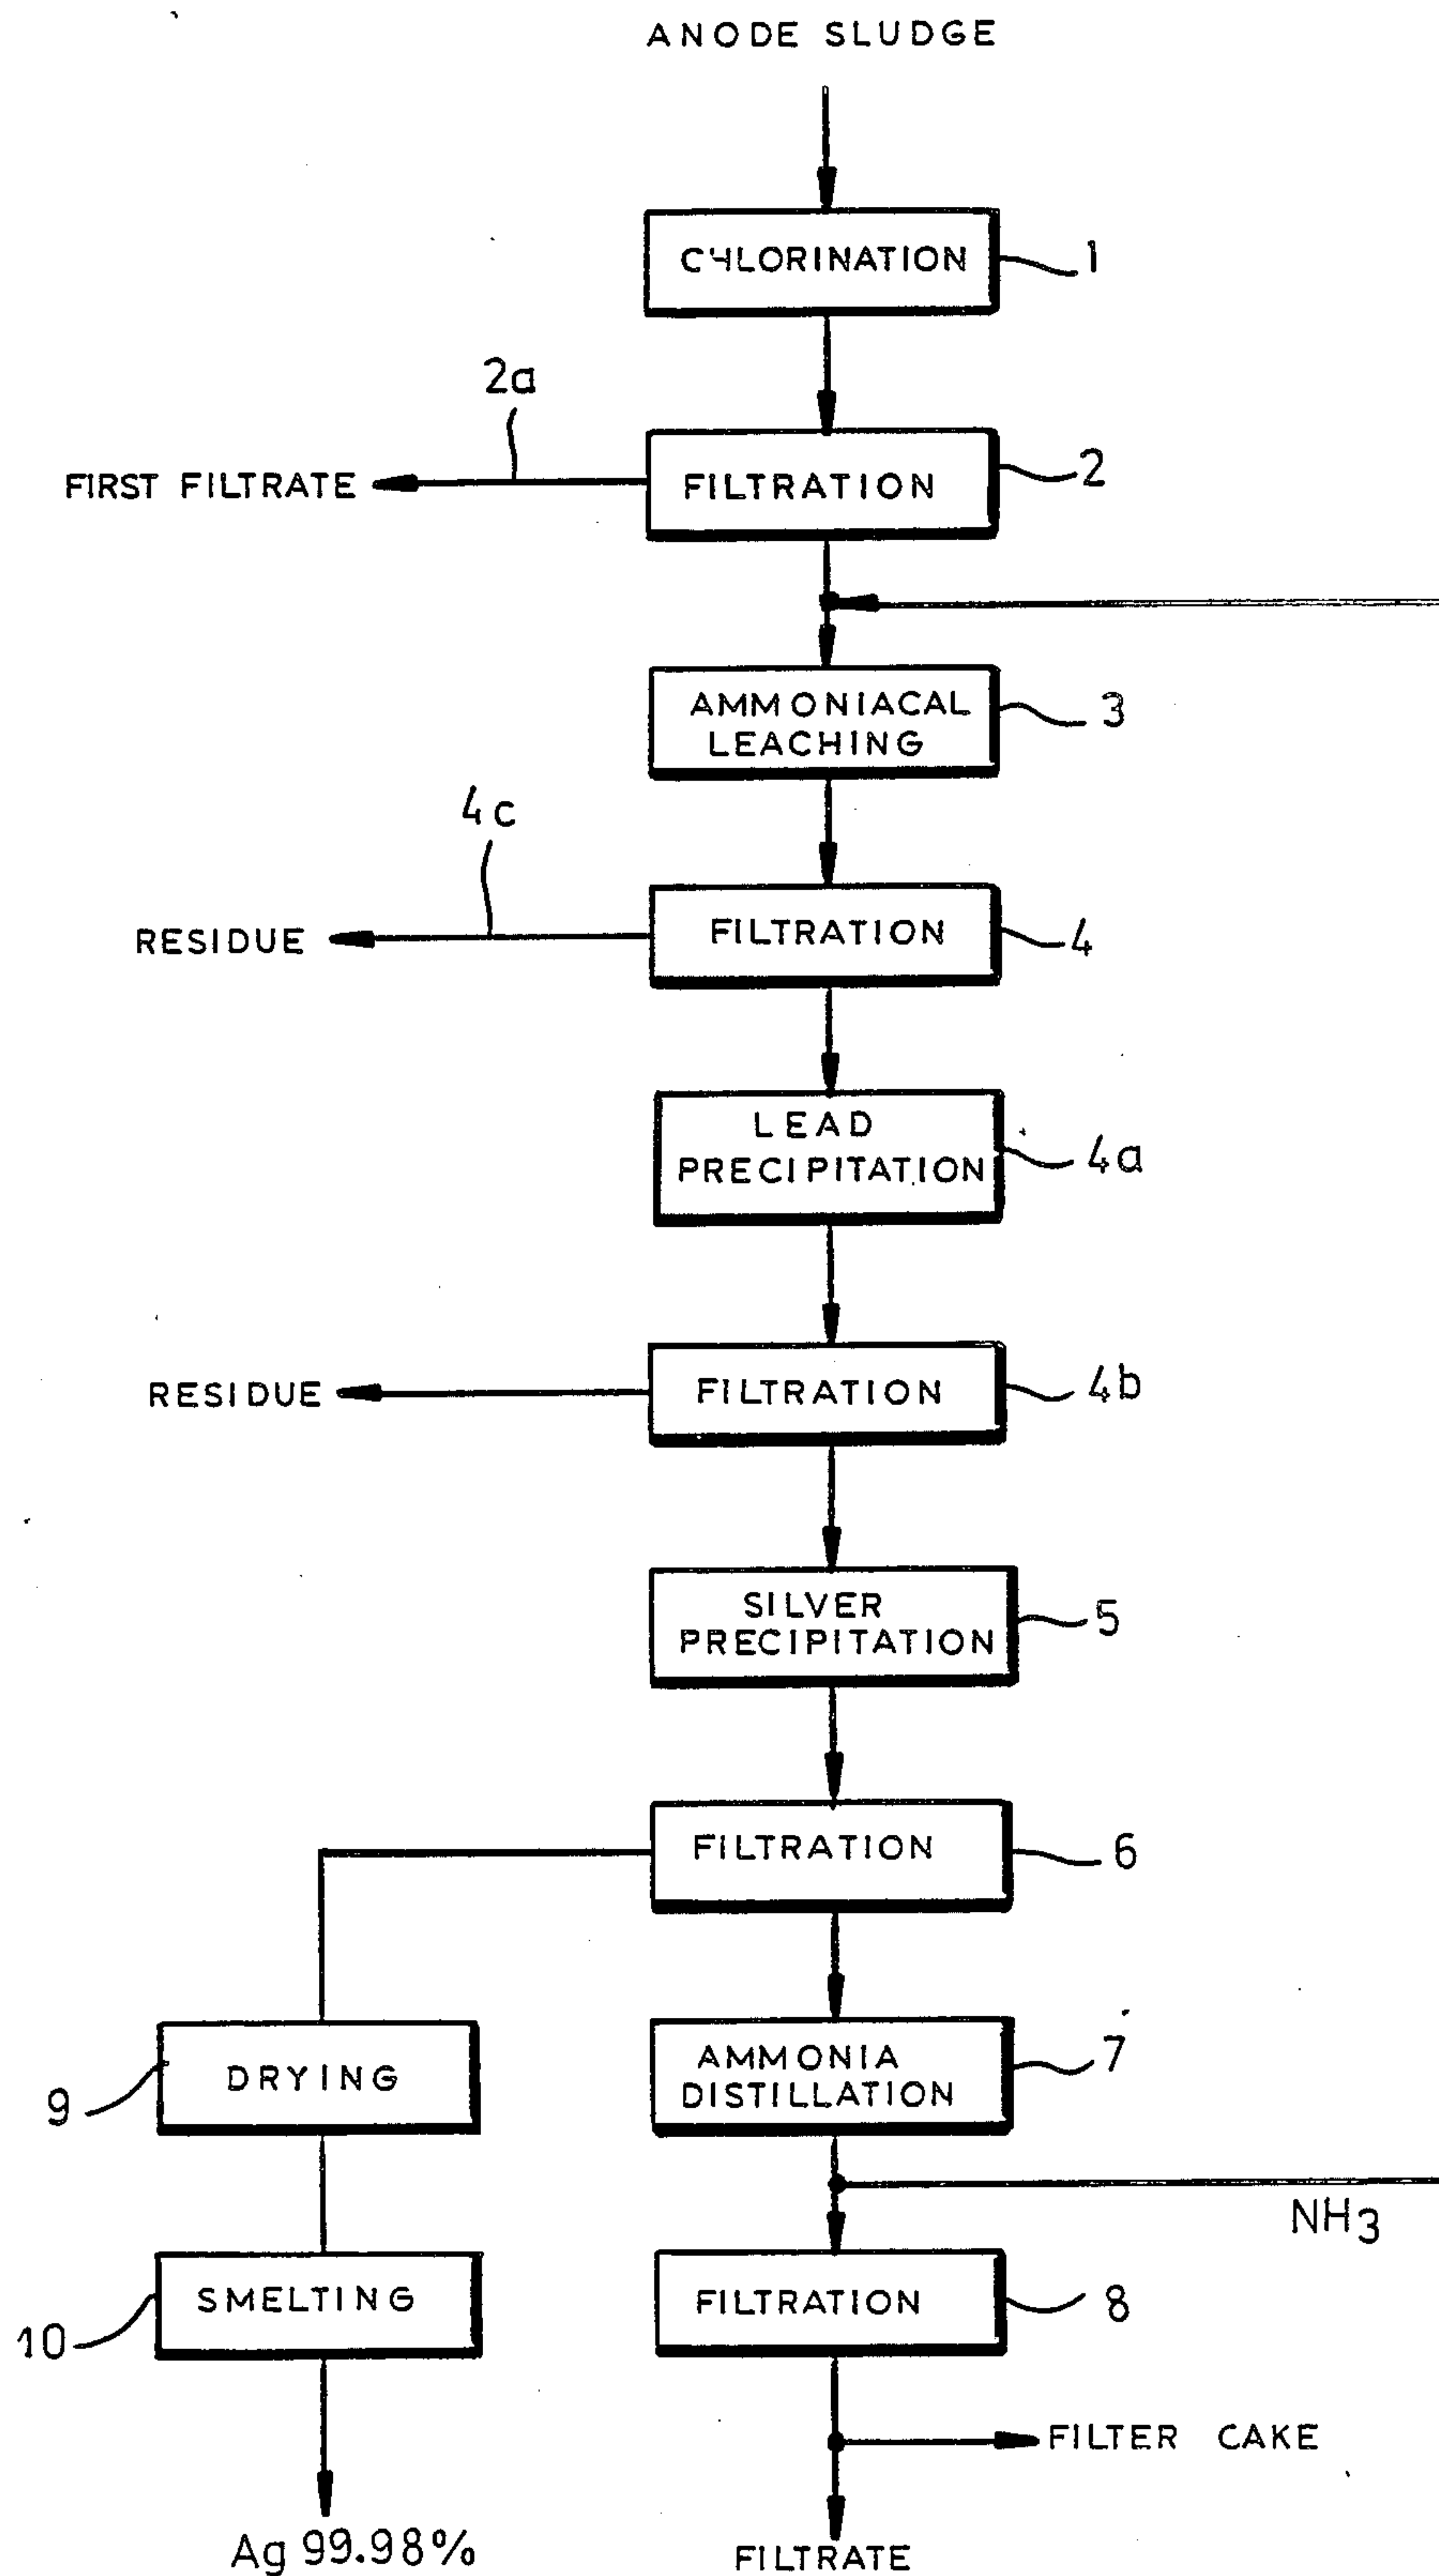 ANODE SLUDGE
CHLORINATION
1
2a
FIRST FILTRATE
FILTRATION
2
AMMONIACAL
LEACHING
3
4c
RESIDUE
FILTRATION
4
LEAD
PRECIPITATION
4a
RESIDUE
FILTRATION
4b
SILVER
PRECIPITATION
5
FILTRATION
6
DRYING
9
AMMONIA
DISTILLATION
7
NH3
SMELTING
10
FILTRATION
8
FILTER CAKE
Ag 99.98%
FILTRATE